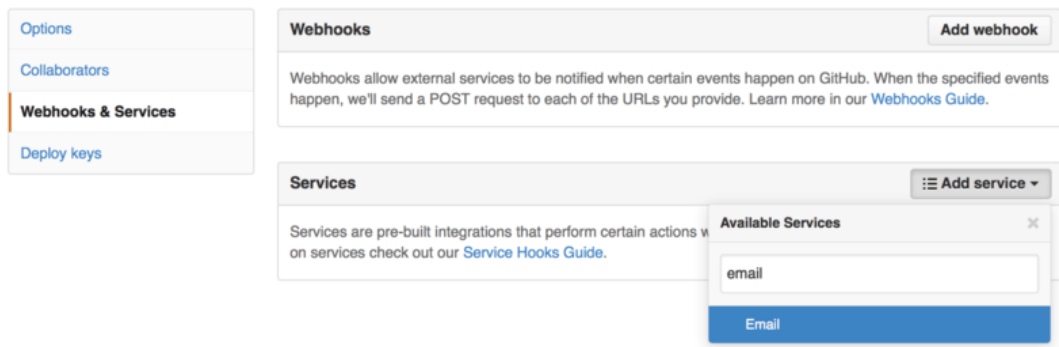 Options
Collaborators
Webhooks & Services
Deploy keys
Webhooks
Add webhook
Webhooks allow external services to be notified when certain events happen on GitHub. When the specified events
happen, we'll send a POST request to each of the URLs you provide. Learn more in our Webhooks Guide.
Services
Add service
Services are pre-built integrations that perform certain actions
on services check out our Service Hooks Guide.
Available Services
email
Email